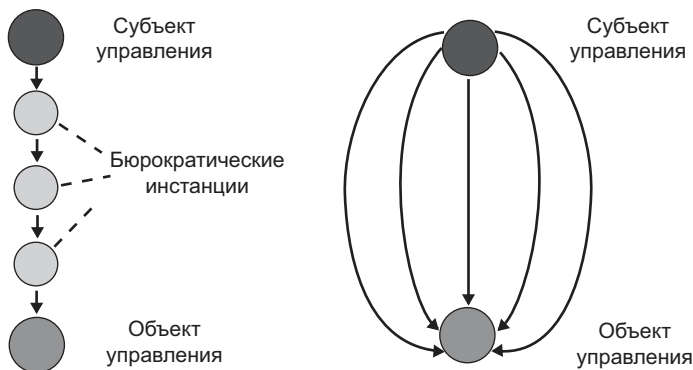 Субъект
управления
Бюрократические
инстанции
Объект
управления
Субъект
управления
Объект
управления